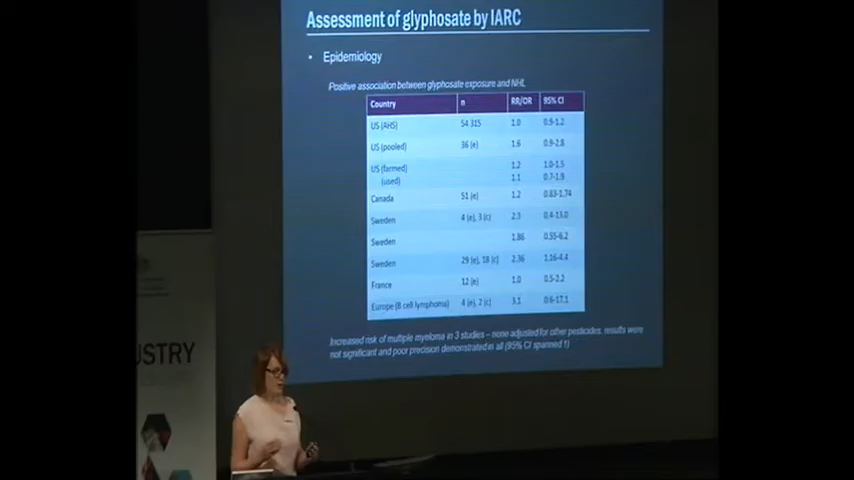 Assessment of glyphosate by IARC
• Epidemiology
Positive association between glyphosate exposure and NHL
Country n RR/OR 95% CI
US (AHS) 54 315 1.0 0.9-1.2
US (pooled) 36 (e) 1.6 0.9-2.8
US (farmed) 1.2 1.0-1.5
(used) 1.1 0.7-1.9
Canada 51 (e) 1.2 0.83-1.74
Sweden 4 (e), 3 (c) 2.3 0.4-13.0
Sweden 1.86 0.55-6.2
Sweden 29 (e), 18 (c) 2.36 1.16-4.4
France 12 (e) 1.0 0.5-2.2
Europe (B cell lymphoma) 4 (e), 2 (c) 3.1 0.6-17.1
Increased risk of multiple myeloma in 3 studies – none adjusted for other pesticides, results were
not significant and poor precision demonstrated in all (95% CI spanned 1)
USTRY